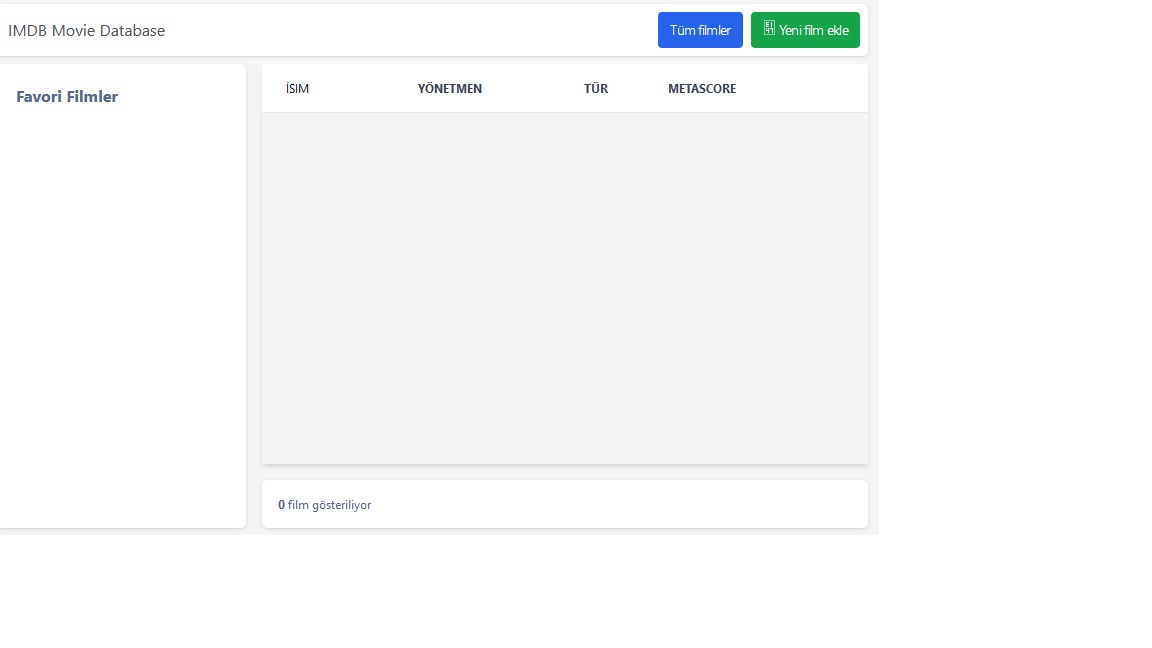 IMDB Movie Database
Tüm filmler
Yeni film ekle
Favori Filmler
İSIM YÖNETMEN TÜR METASCORE
0 film gösteriliyor